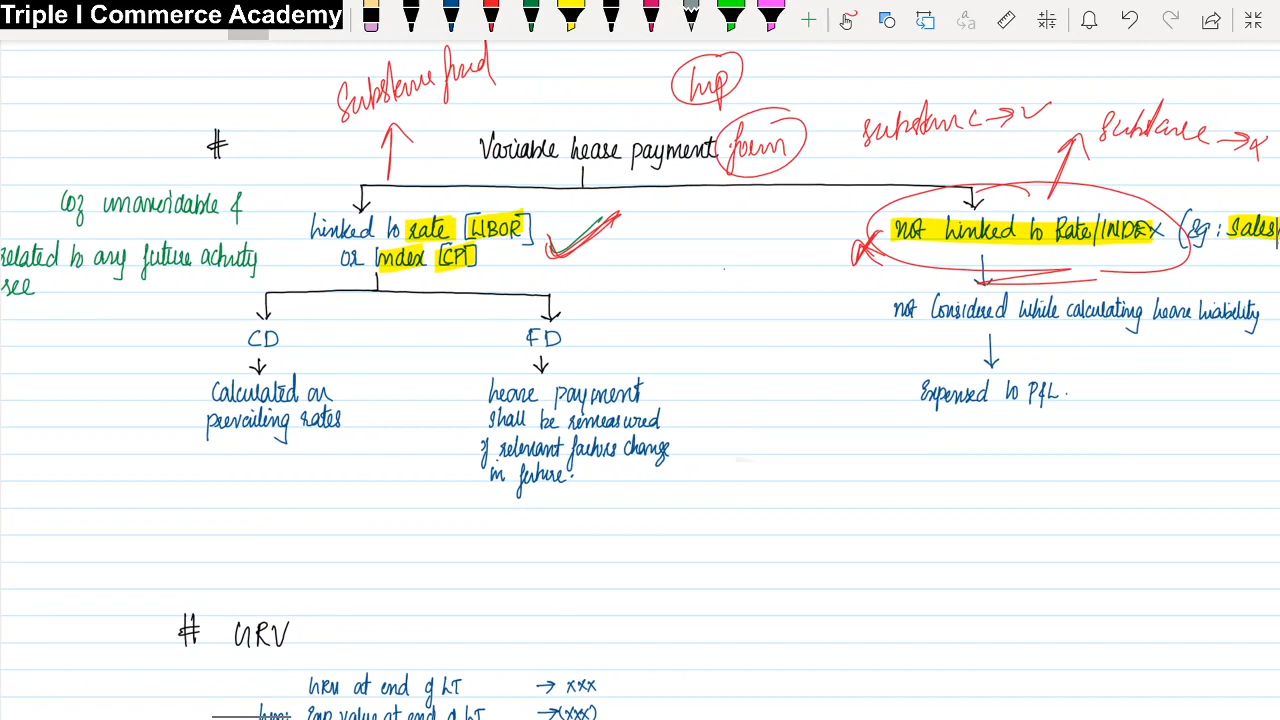 Triple I Commerce Academy
Substance fixed
imp
substance → ✓
Substance → x
#
Variable Lease payment form
Coz unavoidable &
related to any future activity
see
Linked to rate [LIBOR]
or Index [CPI]
not Linked to Rate/INDEX (eg: Sales
not Considered while calculating Lease liability
CD
FD
Calculated on
prevailing rates
Lease payment
shall be remeasured
if relevant factors change
in future.
Expensed to P&L.
# GRV
GRV at end of LT → xxx
Less: Exp value at end of LT → (xxx)